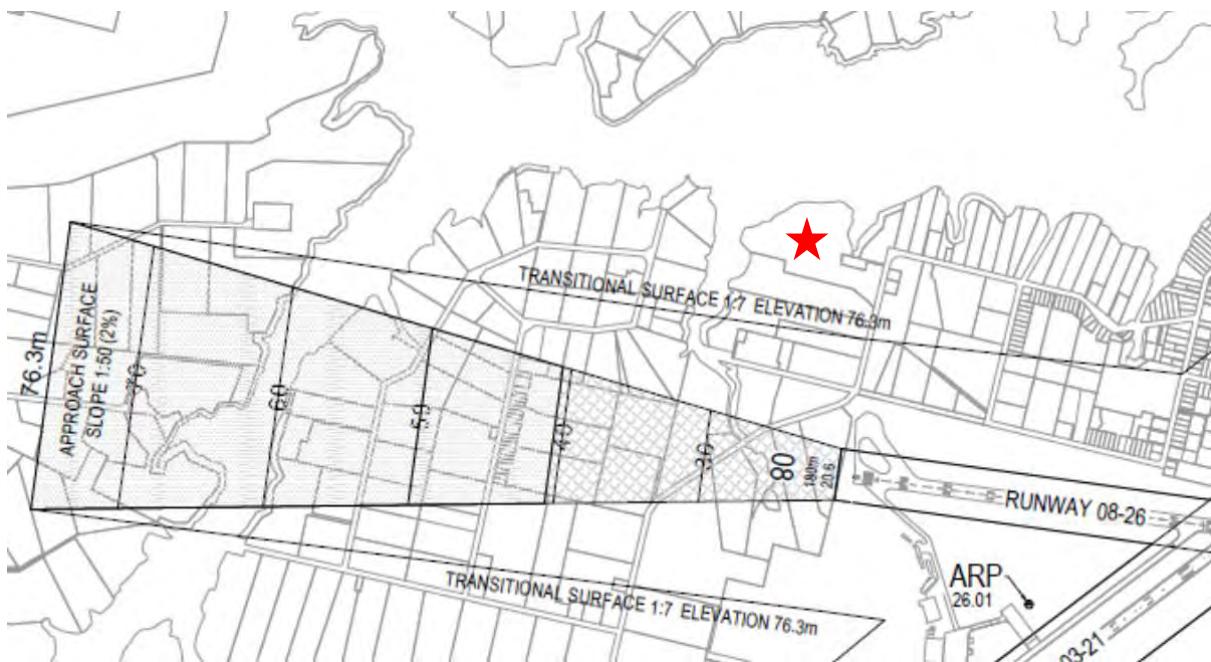 TRANSITIONAL SURFACE 1:7 ELEVATION 76.3m
76.3m
APPROACH SURFACE
SLOPE 1:50 (2%)
70
60
50
40
30
08
180m
20.6
RUNWAY 08-26
ARP
26.01
TRANSITIONAL SURFACE 1:7 ELEVATION 76.3m
03-21